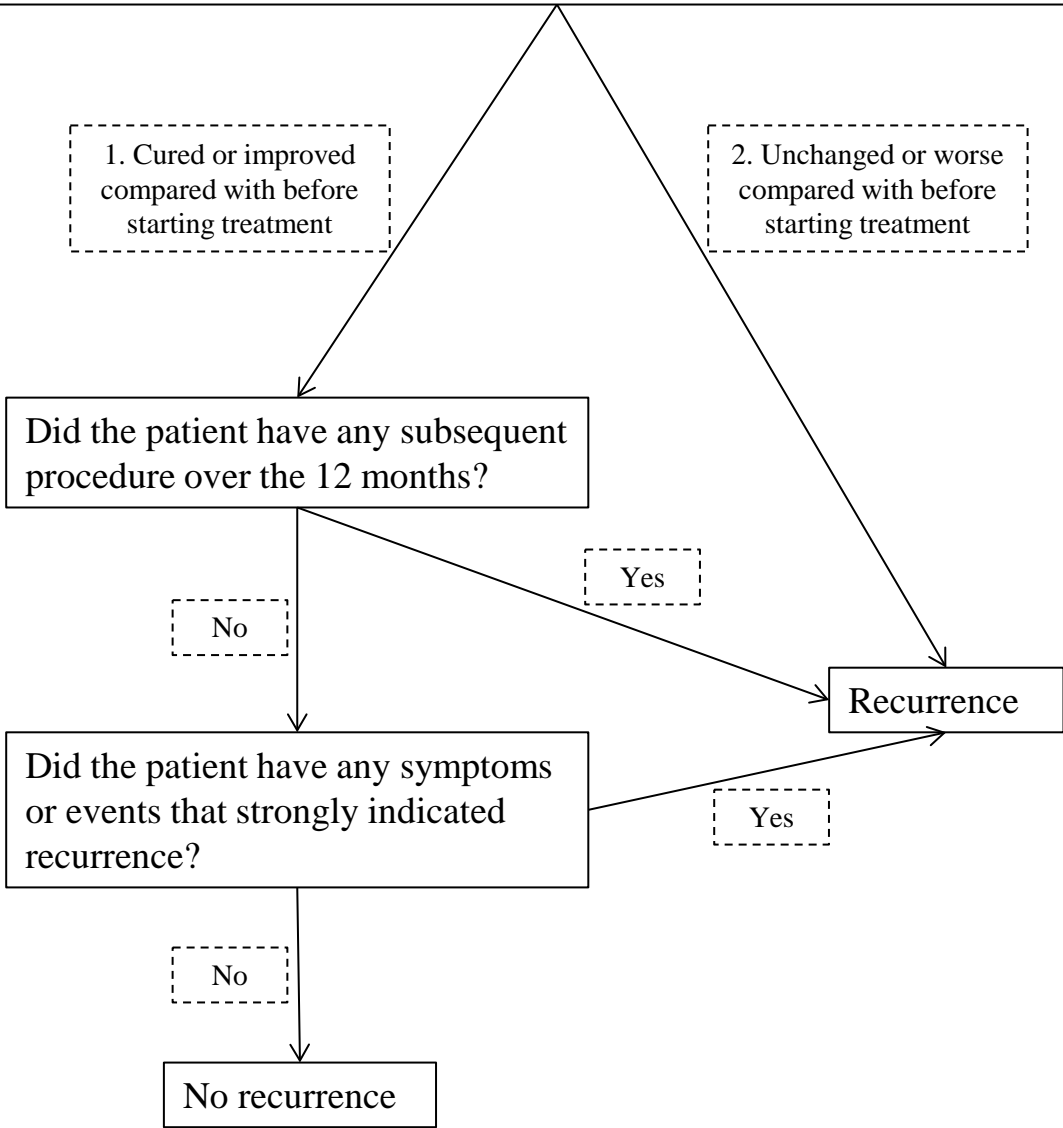 1. Cured or improved
compared with before
starting treatment
2. Unchanged or worse
compared with before
starting treatment
Did the patient have any subsequent
procedure over the 12 months?
Yes
No
Recurrence
Did the patient have any symptoms
or events that strongly indicated
recurrence?
Yes
No
No recurrence